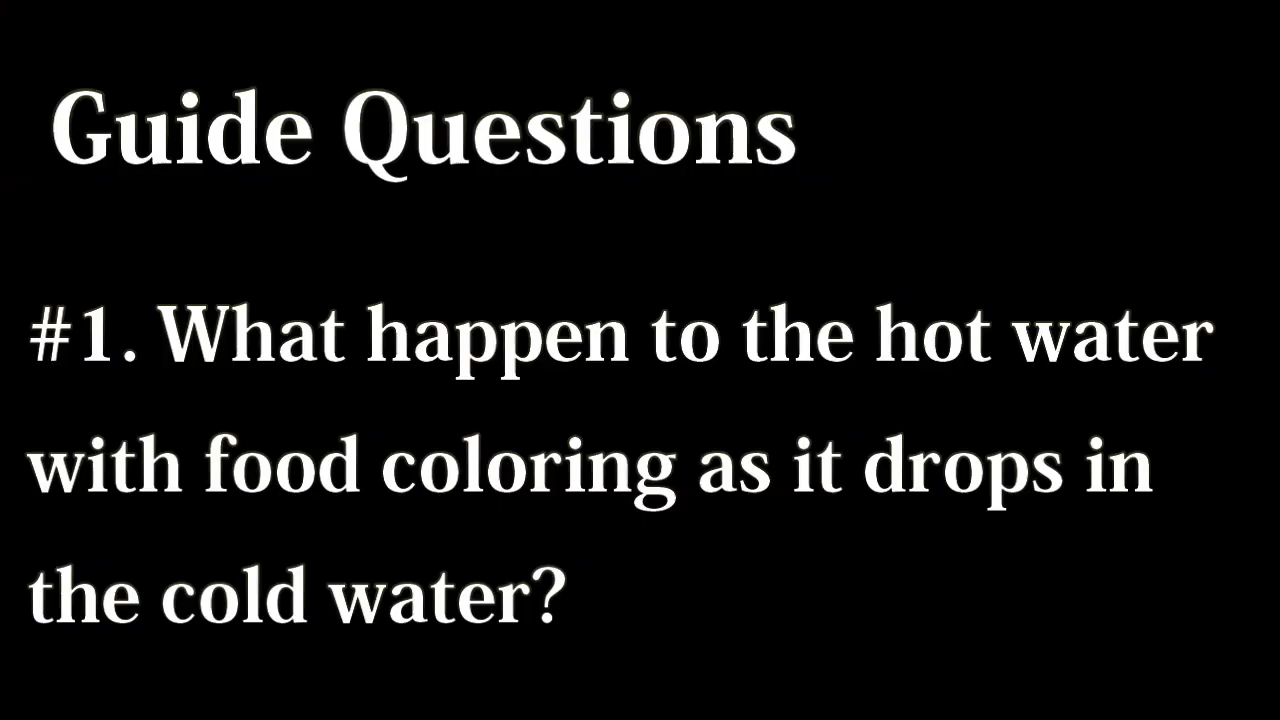 Guide Questions
#1. What happen to the hot water
with food coloring as it drops in
the cold water?